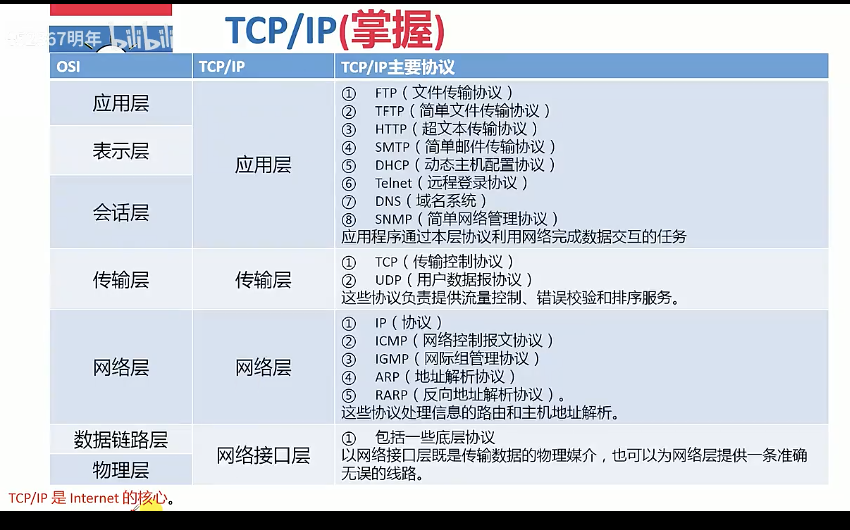 67明年 bilibili
TCP/IP(掌握)
OSI TCP/IP TCP/IP主要协议
应用层
表示层
会话层
应用层
① FTP（文件传输协议）
② TFTP（简单文件传输协议）
③ HTTP（超文本传输协议）
④ SMTP（简单邮件传输协议）
⑤ DHCP（动态主机配置协议）
⑥ Telnet（远程登录协议）
⑦ DNS（域名系统）
⑧ SNMP（简单网络管理协议）
应用程序通过本层协议利用网络完成数据交互的任务
传输层
传输层
① TCP（传输控制协议）
② UDP（用户数据报协议）
这些协议负责提供流量控制、错误校验和排序服务。
网络层
网络层
① IP（协议）
② ICMP（网络控制报文协议）
③ IGMP（网际组管理协议）
④ ARP（地址解析协议）
⑤ RARP（反向地址解析协议）。
这些协议处理信息的路由和主机地址解析。
数据链路层
物理层
网络接口层
① 包括一些底层协议
以网络接口层既是传输数据的物理媒介，也可以为网络层提供一条准确
无误的线路。
TCP/IP 是 Internet 的核心。